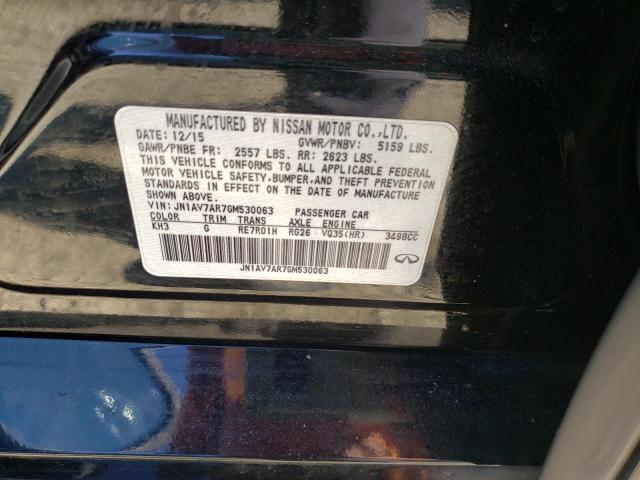 MANUFACTURED BY NISSAN MOTOR CO.,LTD.
DATE: 12/15 GVWR/PNBV: 5159 LBS.
GAWR/PNBE FR: 2557 LBS. RR: 2623 LBS.
THIS VEHICLE CONFORMS TO ALL APPLICABLE FEDERAL
MOTOR VEHICLE SAFETY, BUMPER, AND THEFT PREVENTION
STANDARDS IN EFFECT ON THE DATE OF MANUFACTURE
SHOWN ABOVE.
VIN: JN1AV7AR7GM530063 PASSENGER CAR
COLOR TRIM TRANS AXLE ENGINE
KH3 G RE7R01H RG26 VQ35(HR) 3498CC
JN1AV7AR7GM530063